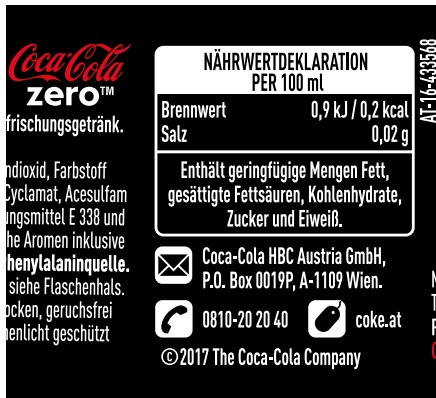 Coca-Cola
zero™
frischungsgetränk.
ndioxid, Farbstoff
Cyclamat, Acesulfam
ungsmittel E 338 und
he Aromen inklusive
henylalaninquelle.
siehe Flaschenhals.
ocken, geruchsfrei
nenlicht geschützt
NÄHRWERTDEKLARATION
PER 100 ml
Brennwert 0,9 kJ / 0,2 kcal
Salz 0,02 g
Enthält geringfügige Mengen Fett,
gesättigte Fettsäuren, Kohlenhydrate,
Zucker und Eiweiß.
Coca-Cola HBC Austria GmbH,
P.O. Box 0019P, A-1109 Wien.
0810-20 20 40 coke.at
©2017 The Coca-Cola Company
AT-16-433568